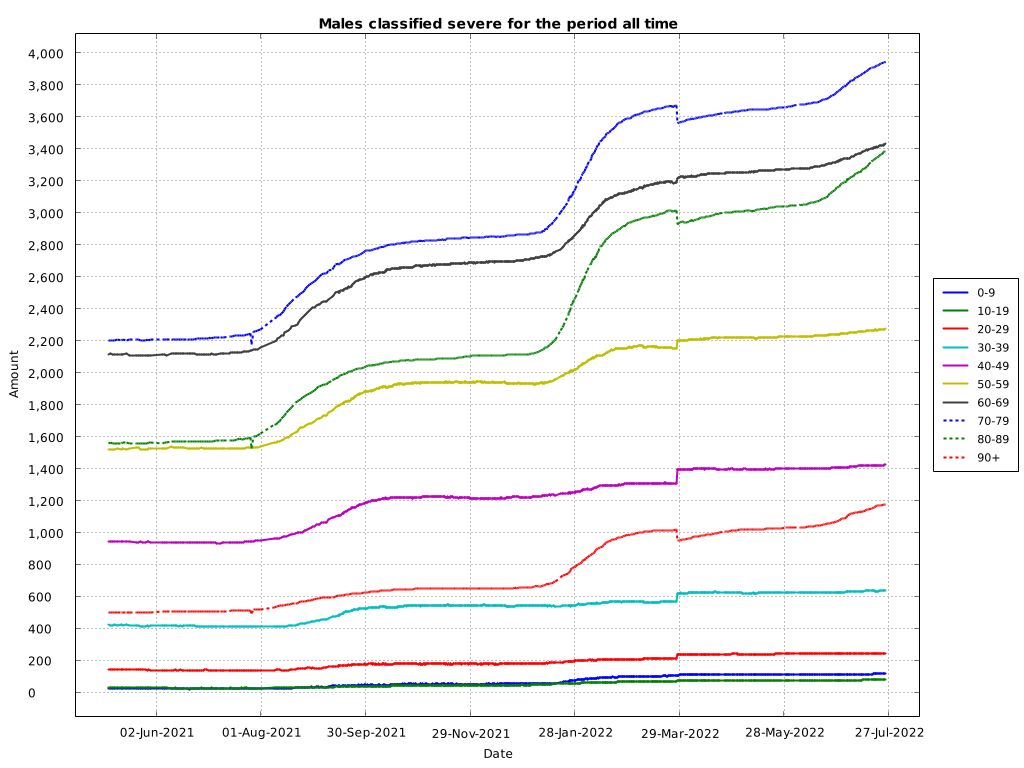 Males classified severe for the period all time
4,000
3,800
3,600
3,400
3,200
3,000
2,800
2,600
2,400
2,200
2,000
1,800
1,600
1,400
1,200
1,000
800
600
400
200
0
Amount
02-Jun-2021
01-Aug-2021
30-Sep-2021
29-Nov-2021
28-Jan-2022
29-Mar-2022
28-May-2022
27-Jul-2022
Date
0-9
10-19
20-29
30-39
40-49
50-59
60-69
70-79
80-89
90+